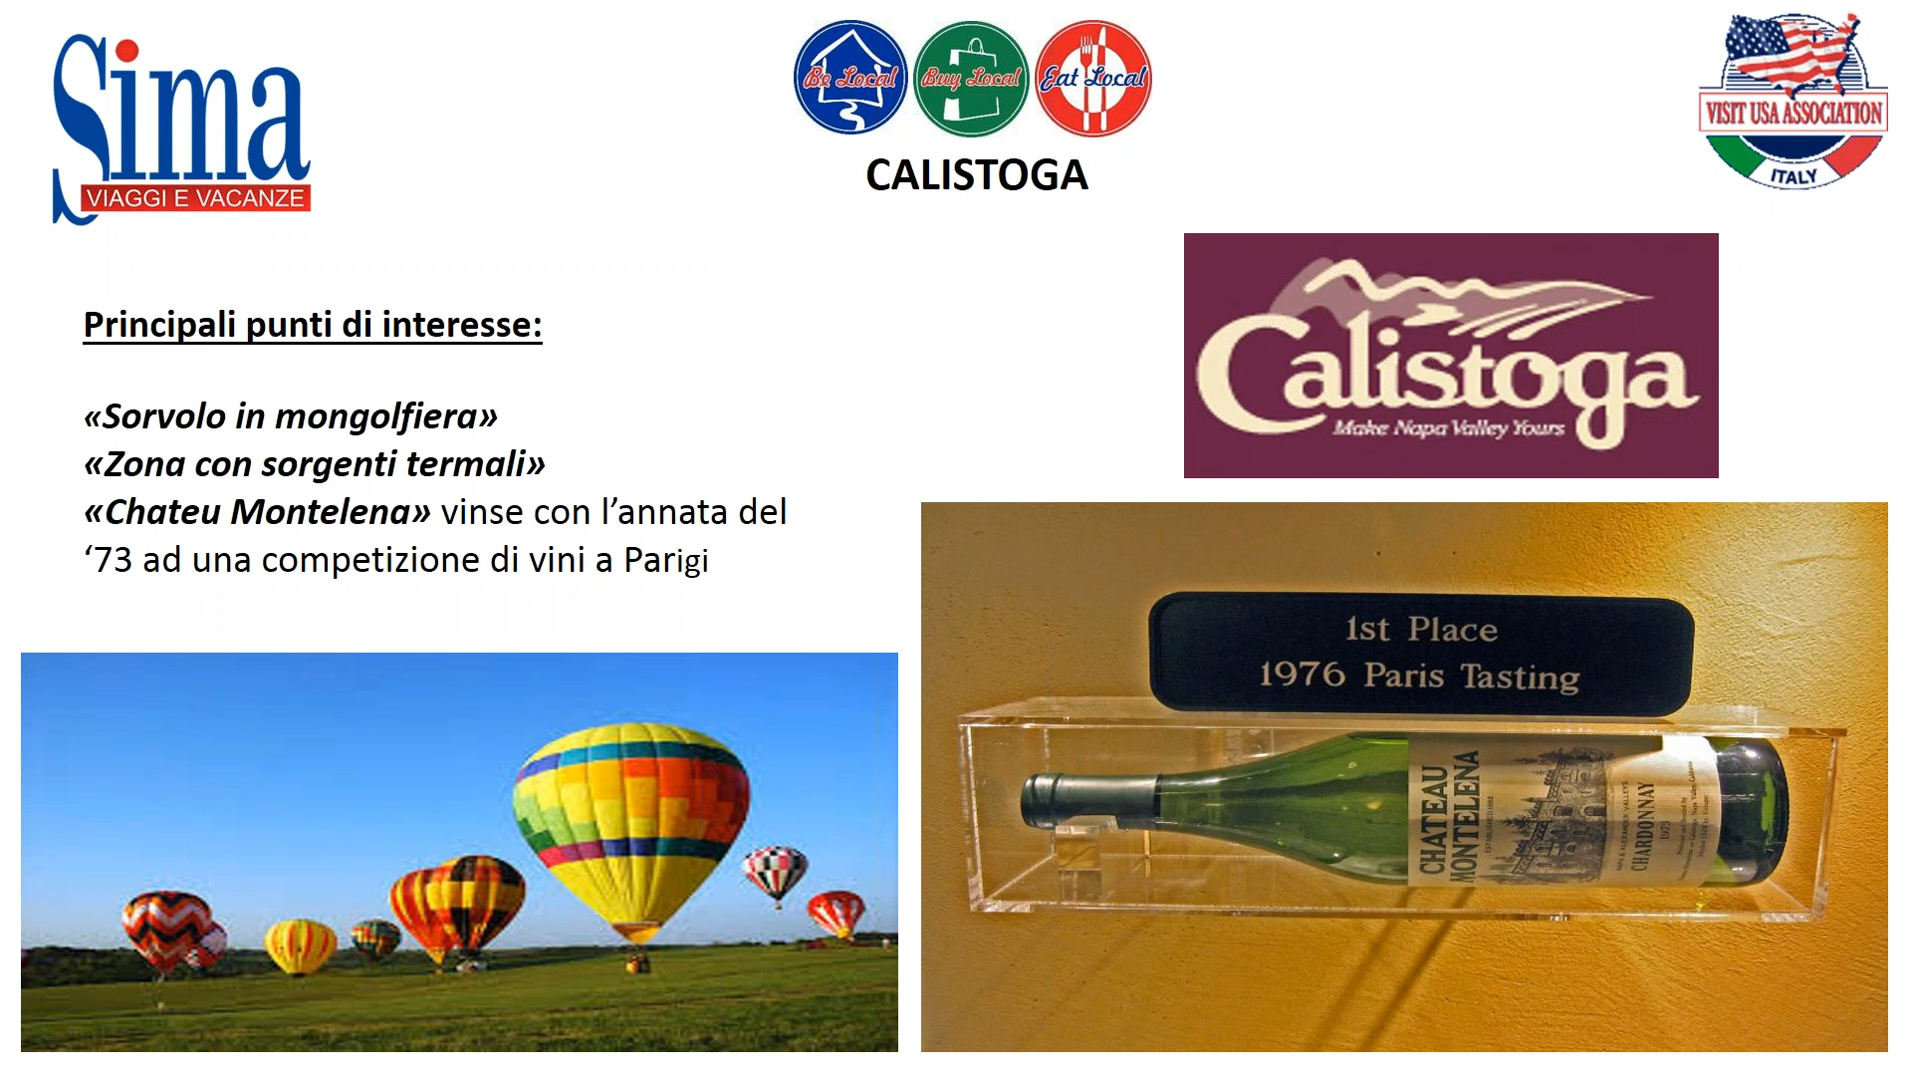 Sima
VIAGGI E VACANZE
Be Local
Buy Local
Eat Local
CALISTOGA
VISIT USA ASSOCIATION
ITALY
Principali punti di interesse:
«Sorvolo in mongolfiera»
«Zona con sorgenti termali»
«Chateu Montelena» vinse con l’annata del
‘73 ad una competizione di vini a Parigi
Calistoga
Make Napa Valley Yours
1st Place
1976 Paris Tasting
CHATEAU
MONTELENA
CHARDONNAY
1973